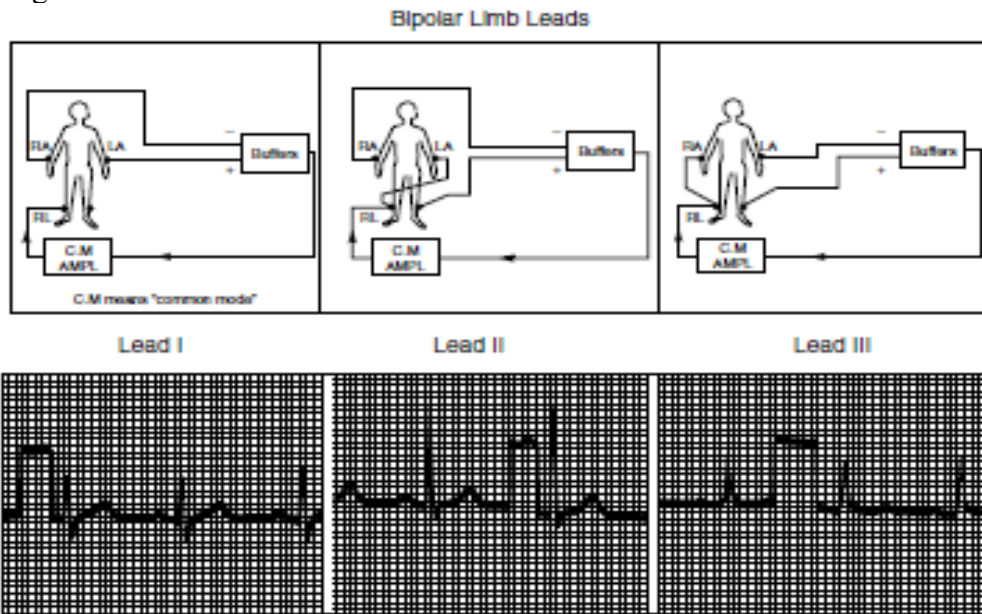 Bipolar Limb Leads
RA LA − Buffers +
RL
C.M AMPL
C.M means "common mode"
RA LA − Buffers +
RL
C.M AMPL
RA LA − Buffers +
RL
C.M AMPL
Lead I
Lead II
Lead III